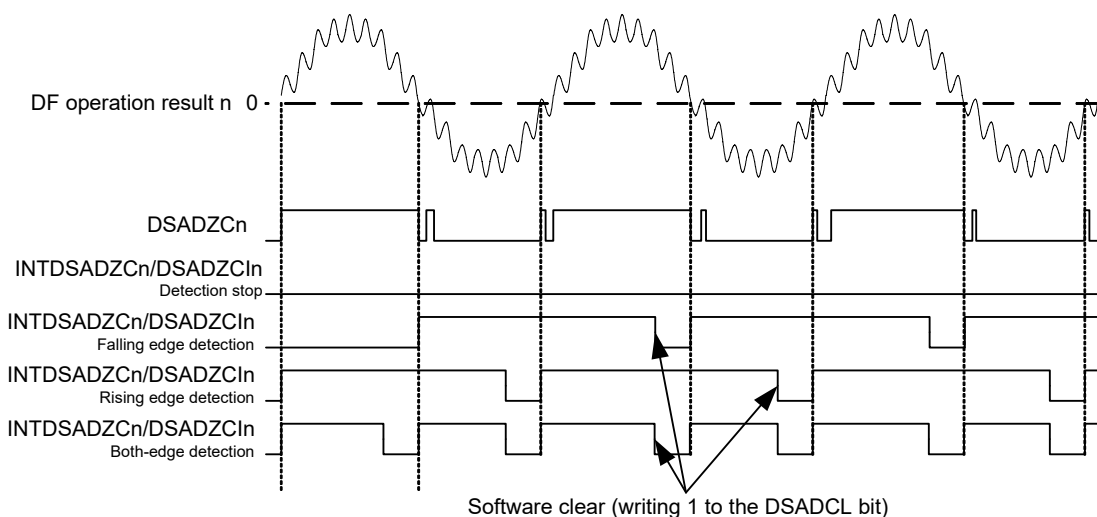 DF operation result n 0
DSADZCn
INTDSADZCn/DSADZCIn
Detection stop
INTDSADZCn/DSADZCIn
Falling edge detection
INTDSADZCn/DSADZCIn
Rising edge detection
INTDSADZCn/DSADZCIn
Both-edge detection
Software clear (writing 1 to the DSADCL bit)